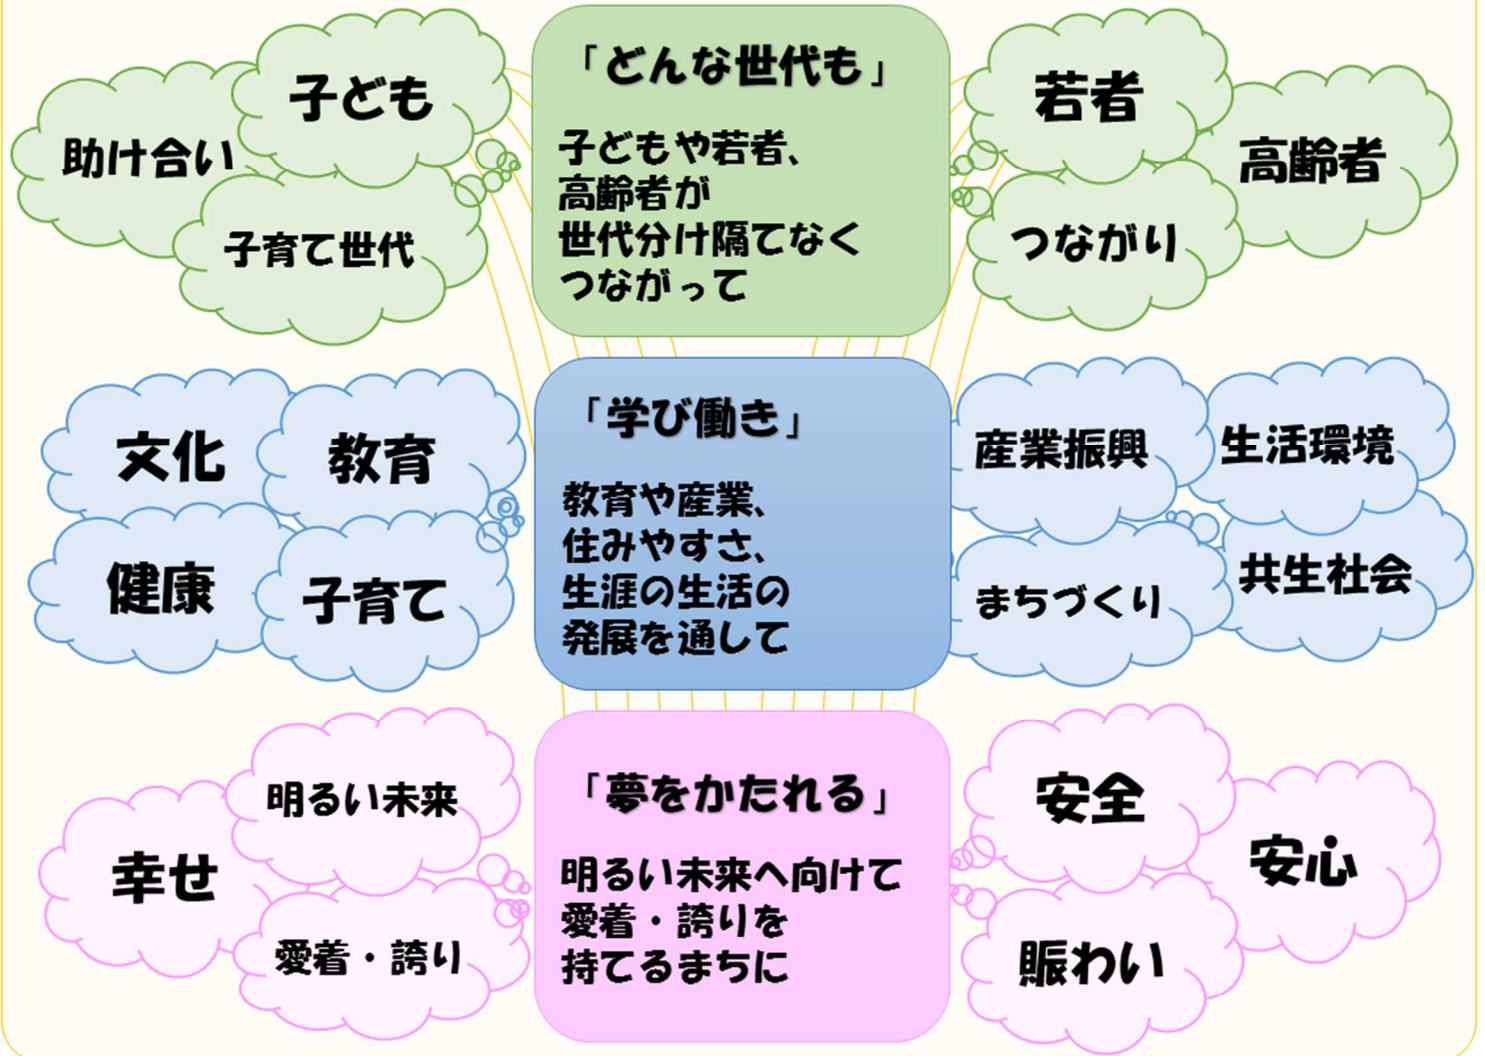 助け合い
子ども
子育て世代
「どんな世代も」
子どもや若者、
高齢者が
世代分け隔てなく
つながって
若者
高齢者
つながり
文化
教育
健康
子育て
「学び働き」
教育や産業、
住みやすさ、
生涯の生活の
発展を通して
産業振興
生活環境
まちづくり
共生社会
明るい未来
幸せ
愛着・誇り
「夢をかたれる」
明るい未来へ向けて
愛着・誇りを
持てるまちに
安全
安心
賑わい